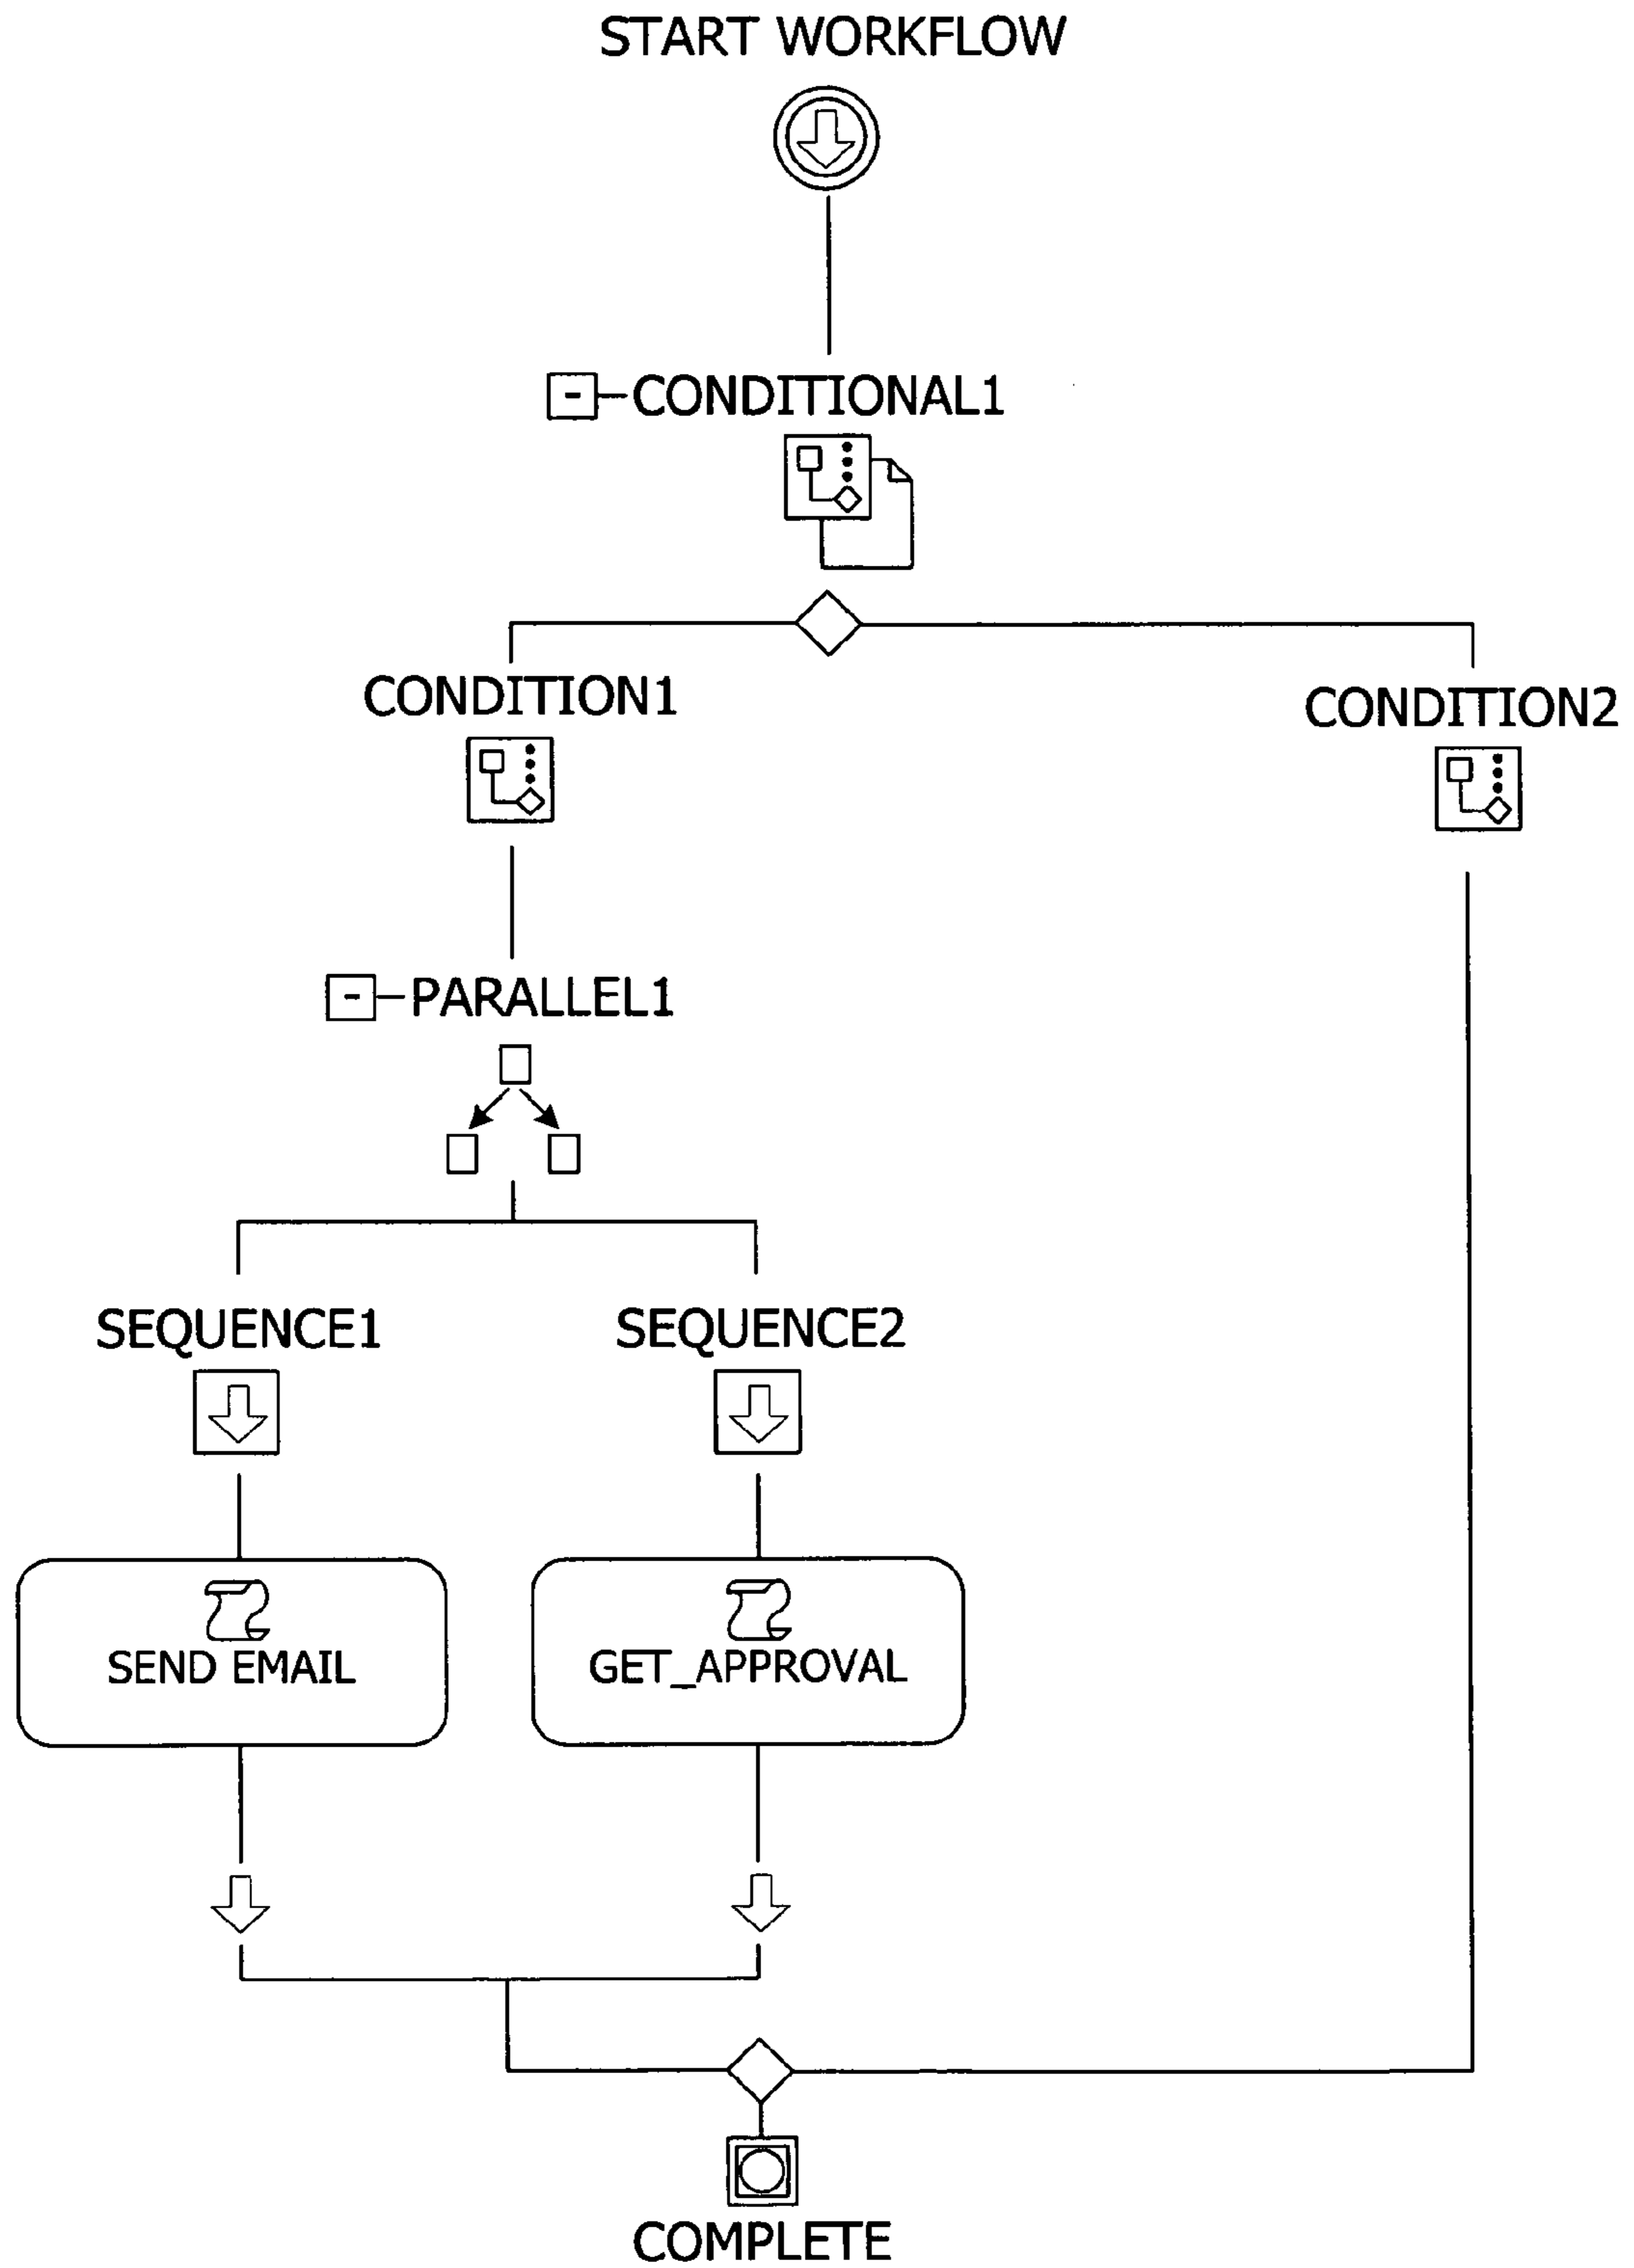 START WORKFLOW
CONDITIONAL1
CONDITION1
CONDITION2
PARALLEL1
SEQUENCE1
SEQUENCE2
SEND EMAIL
GET_APPROVAL
COMPLETE